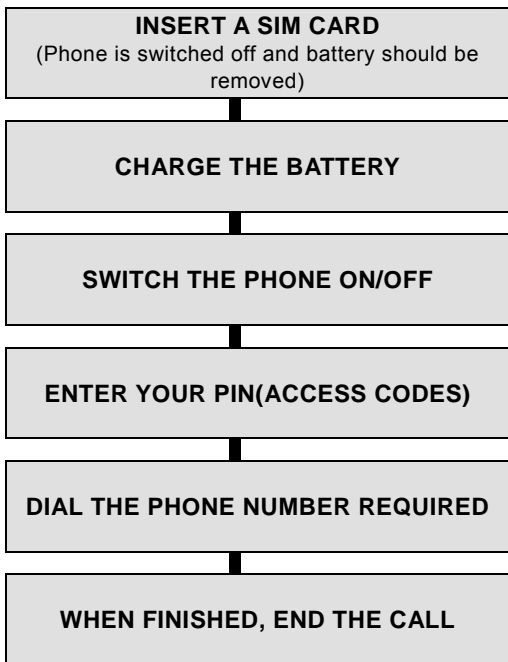 INSERT A SIM CARD
(Phone is switched off and battery should be
removed)
CHARGE THE BATTERY
SWITCH THE PHONE ON/OFF
ENTER YOUR PIN(ACCESS CODES)
DIAL THE PHONE NUMBER REQUIRED
WHEN FINISHED, END THE CALL